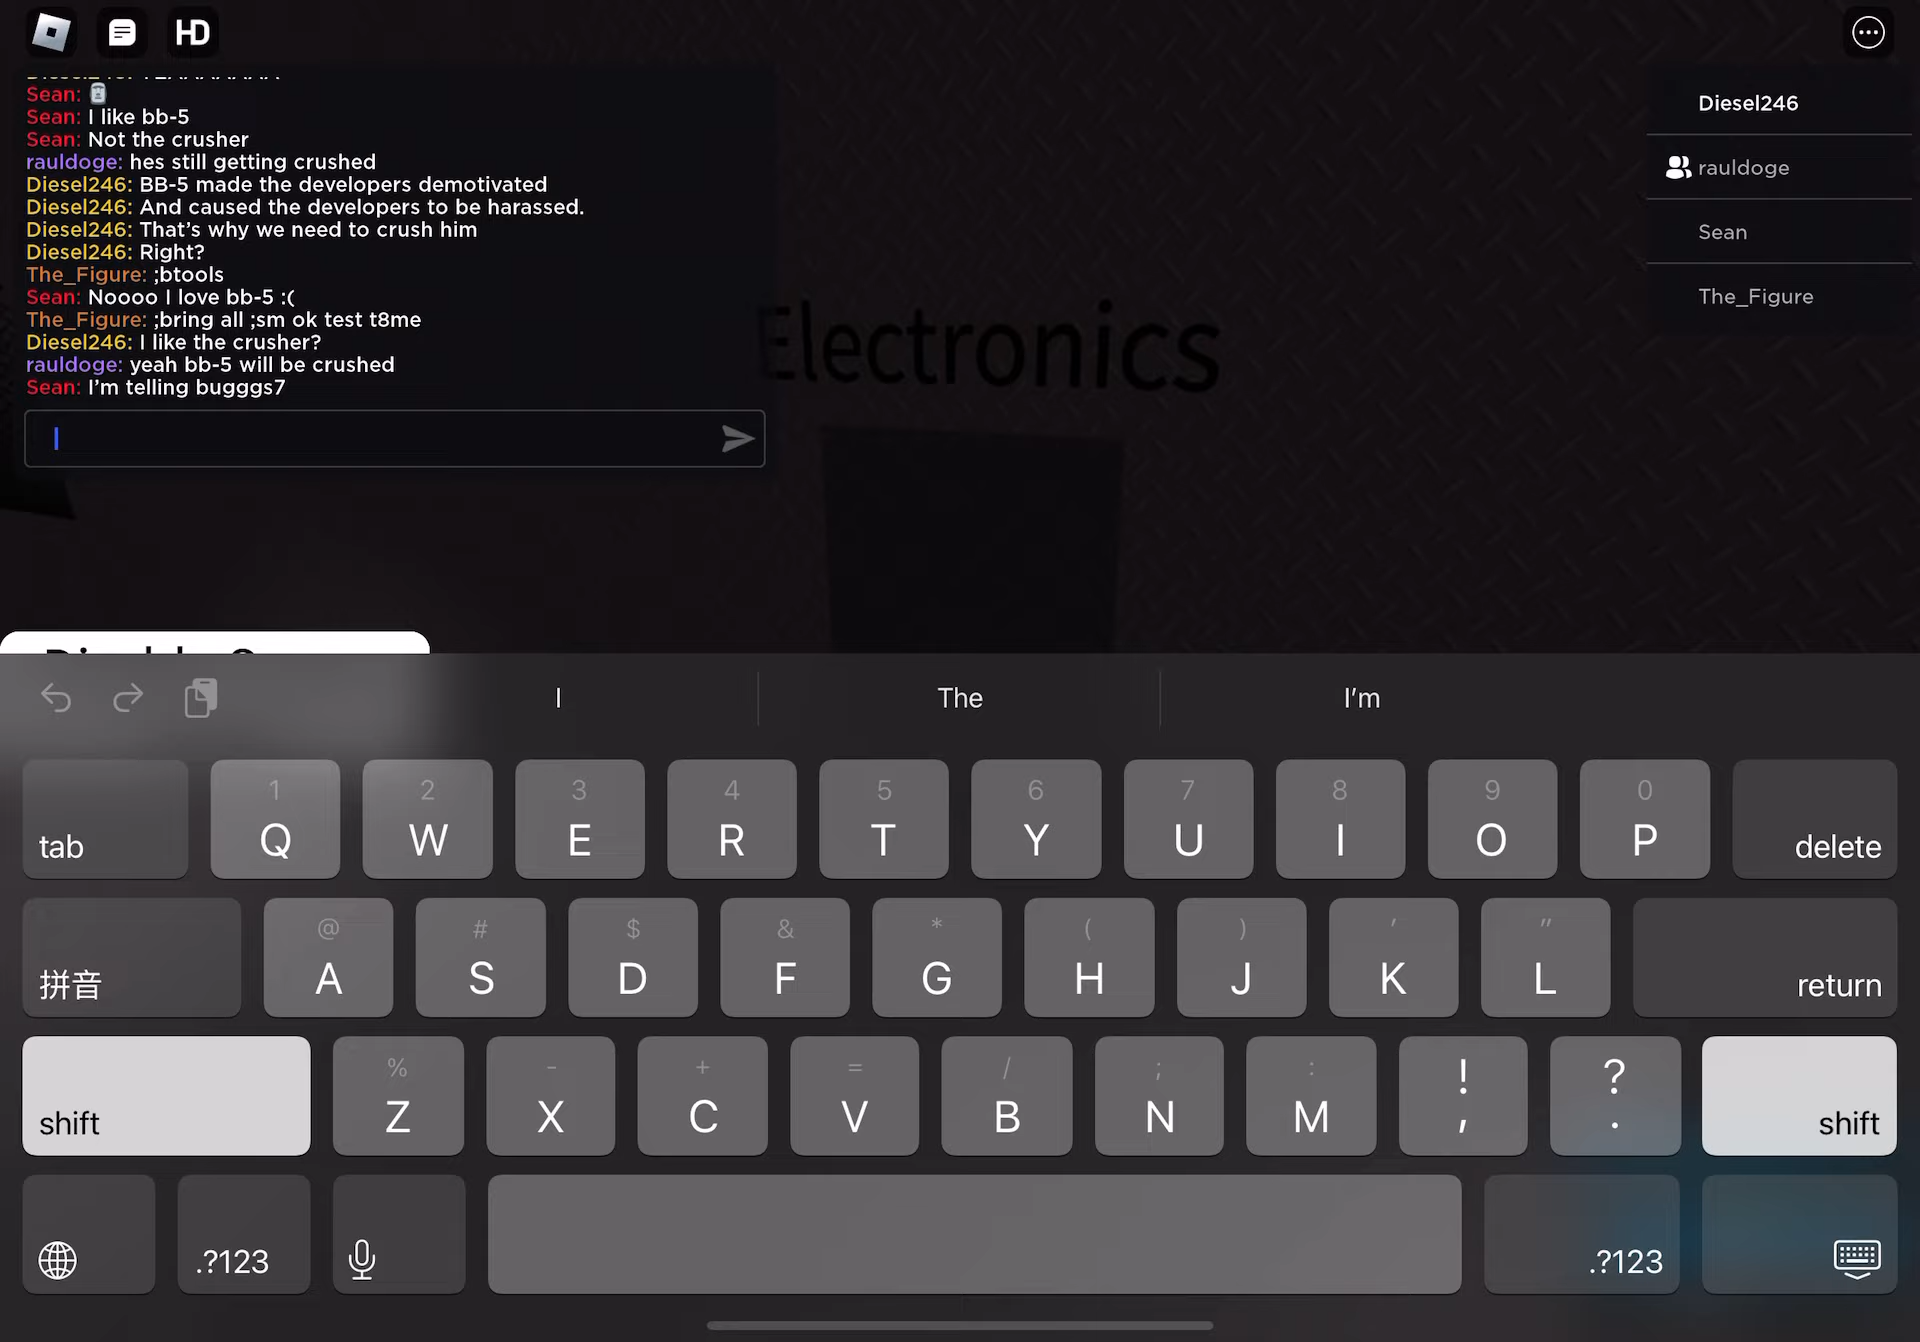 HD
Sean: 🗿
Sean: I like bb-5
Sean: Not the crusher
rauldoge: hes still getting crushed
Diesel246: BB-5 made the developers demotivated
Diesel246: And caused the developers to be harassed.
Diesel246: That’s why we need to crush him
Diesel246: Right?
The_Figure: ;btools
Sean: Noooo I love bb-5 :(
The_Figure: ;bring all ;sm ok test t8me
Diesel246: I like the crusher?
rauldoge: yeah bb-5 will be crushed
Sean: I’m telling bugggs7
Diesel246
rauldoge
Sean
The_Figure
Electronics
I The I’m
1 2 3 4 5 6 7 8 9 0
tab Q W E R T Y U I O P delete
@ # $ & * ( ) ' "
拼音 A S D F G H J K L return
% - + = / ; : ! ?
shift Z X C V B N M , . shift
.?123 .?123